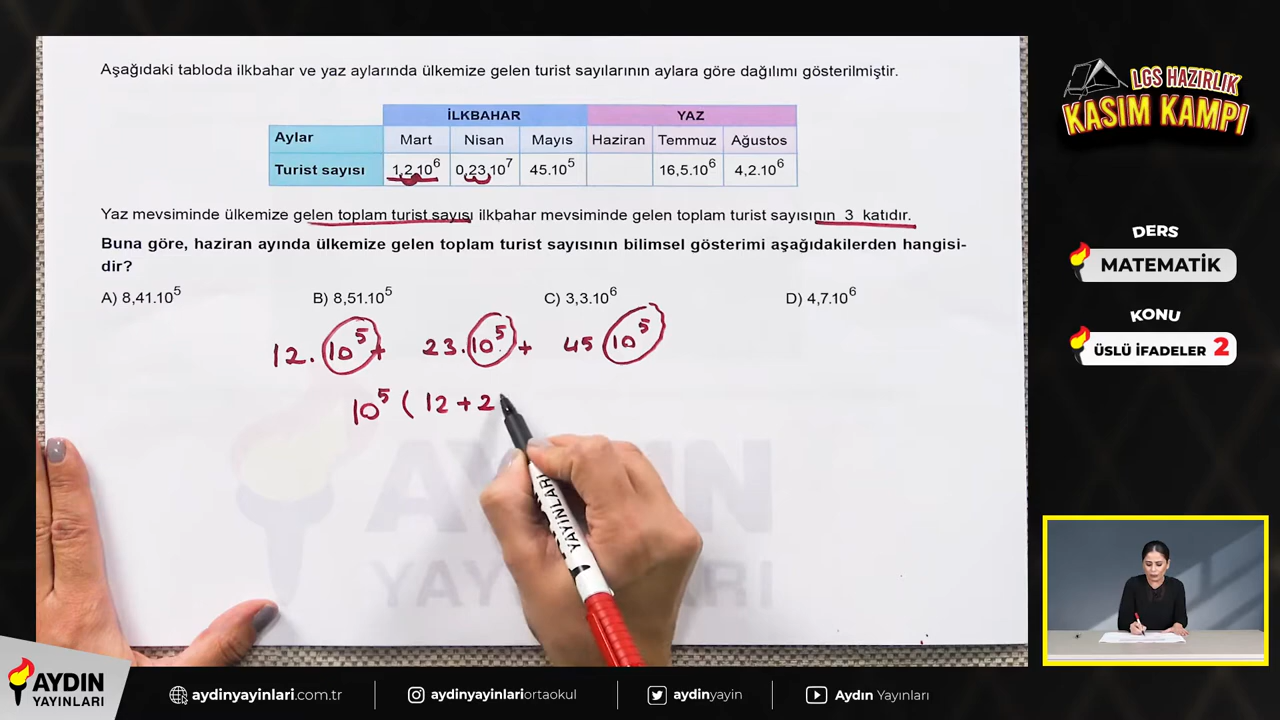 Aşağıdaki tabloda ilkbahar ve yaz aylarında ülkemize gelen turist sayılarının aylara göre dağılımı gösterilmiştir.
İLKBAHAR YAZ
Aylar Mart Nisan Mayıs Haziran Temmuz Ağustos
Turist sayısı 1,2.10⁶ 0,23.10⁷ 45.10⁵ 16,5.10⁶ 4,2.10⁶
Yaz mevsiminde ülkemize gelen toplam turist sayısı ilkbahar mevsiminde gelen toplam turist sayısının 3 katıdır.
Buna göre, haziran ayında ülkemize gelen toplam turist sayısının bilimsel gösterimi aşağıdakilerden hangisi-
dir?
A) 8,41.10⁵ B) 8,51.10⁵ C) 3,3.10⁶ D) 4,7.10⁶
12.10⁵ + 23.10⁵ + 45 10⁵
10⁵ ( 12 + 2
YAYINLARI
AYDIN
YAYINLARI
LGS HAZIRLIK
KASIM KAMPI
DERS
MATEMATİK
KONU
ÜSLÜ İFADELER 2
AYDIN
YAYINLARI
aydinyayinlari.com.tr
aydinyayinlariortaokul
aydinyayin
Aydın Yayınları